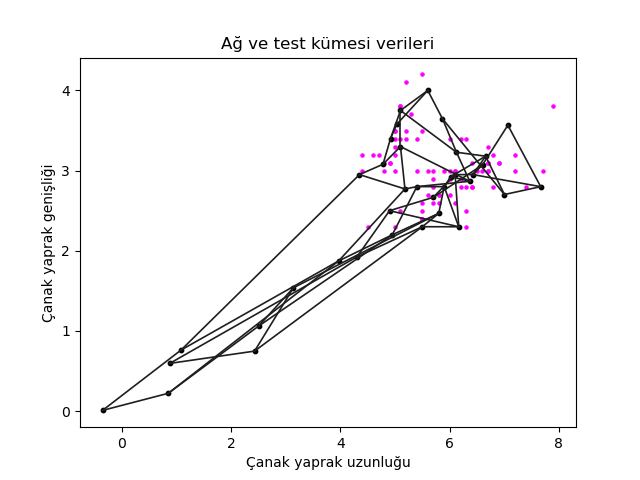 Ağ ve test kümesi verileri
Çanak yaprak genişliği
4
3
2
1
0
0 2 4 6 8
Çanak yaprak uzunluğu